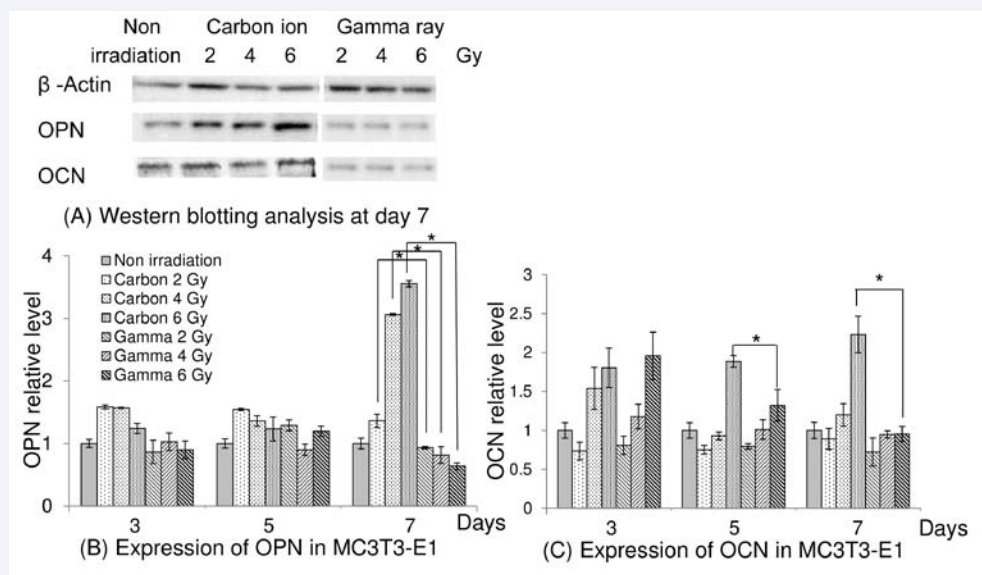 Non Carbon ion Gamma ray
irradiation 2 4 6 2 4 6 Gy
β -Actin
OPN
OCN
(A) Western blotting analysis at day 7
OPN relative level
4
3
2
1
0
Non irradiation
Carbon 2 Gy
Carbon 4 Gy
Carbon 6 Gy
Gamma 2 Gy
Gamma 4 Gy
Gamma 6 Gy
*
*
*
3 5 7 Days
(B) Expression of OPN in MC3T3-E1
OCN relative level
3
2.5
2
1.5
1
0.5
0
*
*
3 5 7 Days
(C) Expression of OCN in MC3T3-E1